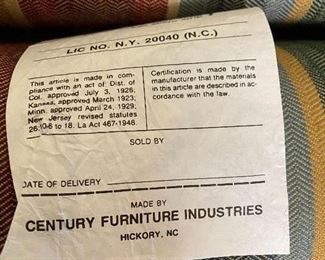 LIC NO. N.Y. 20040 (N.C.)
This article is made in com-
pliance with an act of Dist. of
Col. approved July 3, 1926;
Kansas, approved March 1923;
Minn. approved April 24, 1929;
New Jersey revised statutes
26:10-6 to 18. La Act 467-1948.
Certification is made by the
manufacturer that the materials
in this article are described in ac-
cordance with the law.
SOLD BY
DATE OF DELIVERY
MADE BY
CENTURY FURNITURE INDUSTRIES
HICKORY, NC